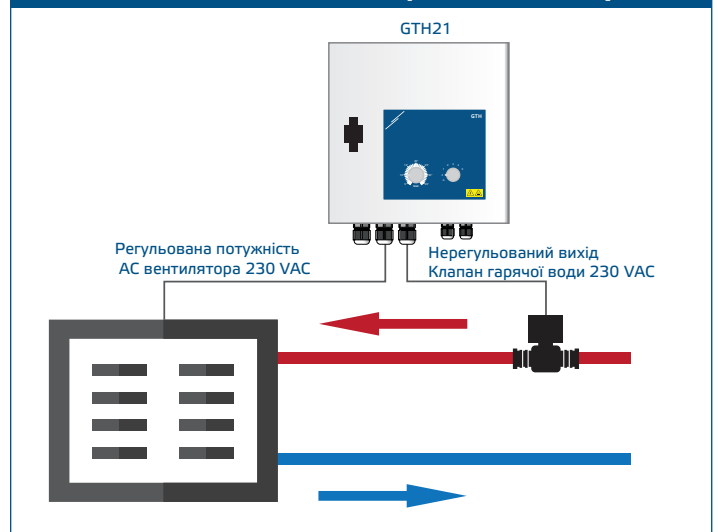 GTH21
GTH
Регульована потужність
AC вентилятора 230 VAC
Нерегульований вихід
Клапан гарячої води 230 VAC